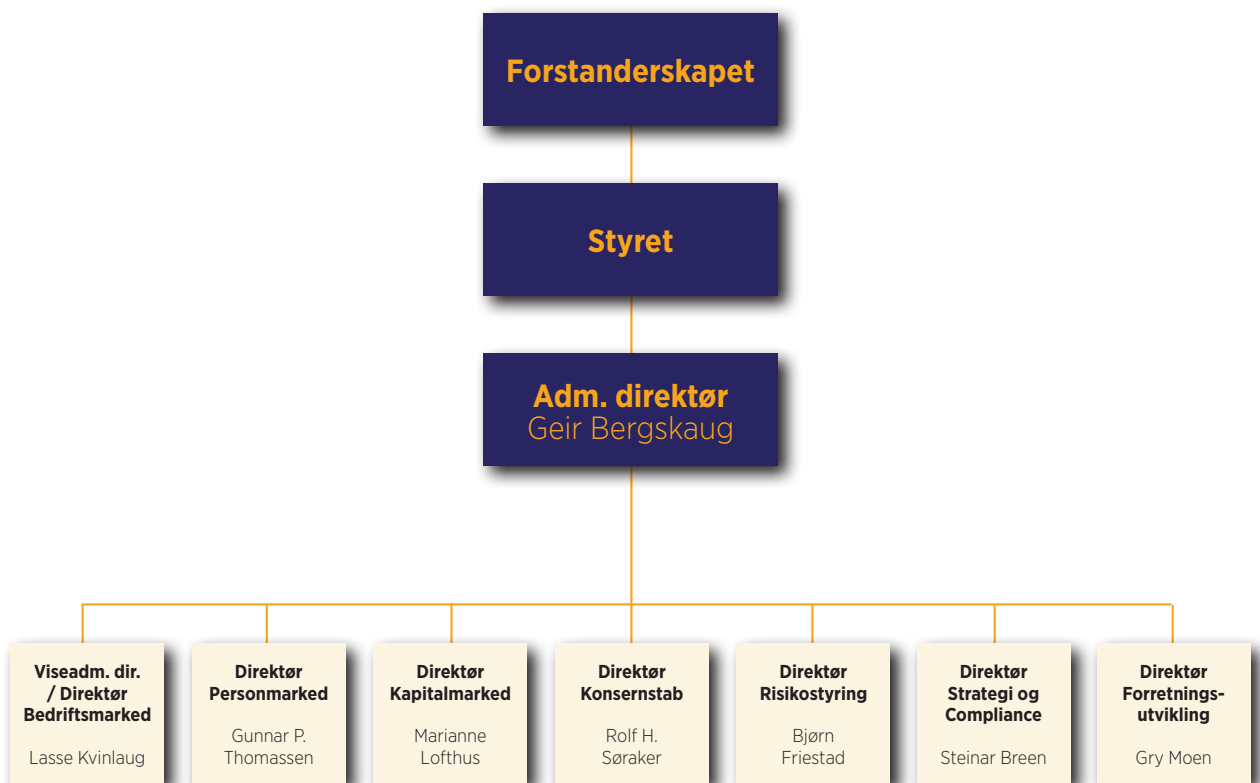 Forstanderskapet
Styret
Adm. direktør
Geir Bergskaug
Viseadm. dir.
/ Direktør
Bedriftsmarked
Lasse Kvinlaug
Direktør
Personmarked
Gunnar P.
Thomassen
Direktør
Kapitalmarked
Marianne
Lofthus
Direktør
Konsernstab
Rolf H.
Søraker
Direktør
Risikostyring
Bjørn
Friestad
Direktør
Strategi og
Compliance
Steinar Breen
Direktør
Forretnings-
utvikling
Gry Moen